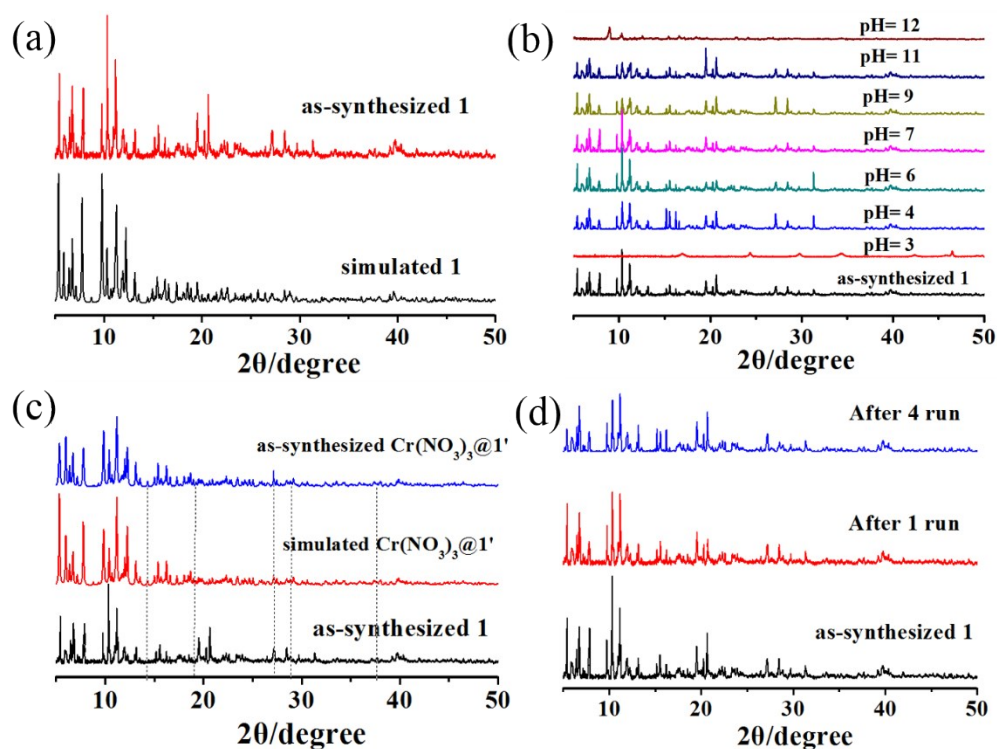 (a)
as-synthesized 1
simulated 1
10 20 30 40 50
2θ/degree
(b)
pH= 12
pH= 11
pH= 9
pH= 7
pH= 6
pH= 4
pH= 3
as-synthesized 1
10 20 30 40 50
2θ/degree
(c)
as-synthesized Cr(NO3)3@1'
simulated Cr(NO3)3@1'
as-synthesized 1
10 20 30 40 50
2θ/degree
(d)
After 4 run
After 1 run
as-synthesized 1
10 20 30 40 50
2θ/degree